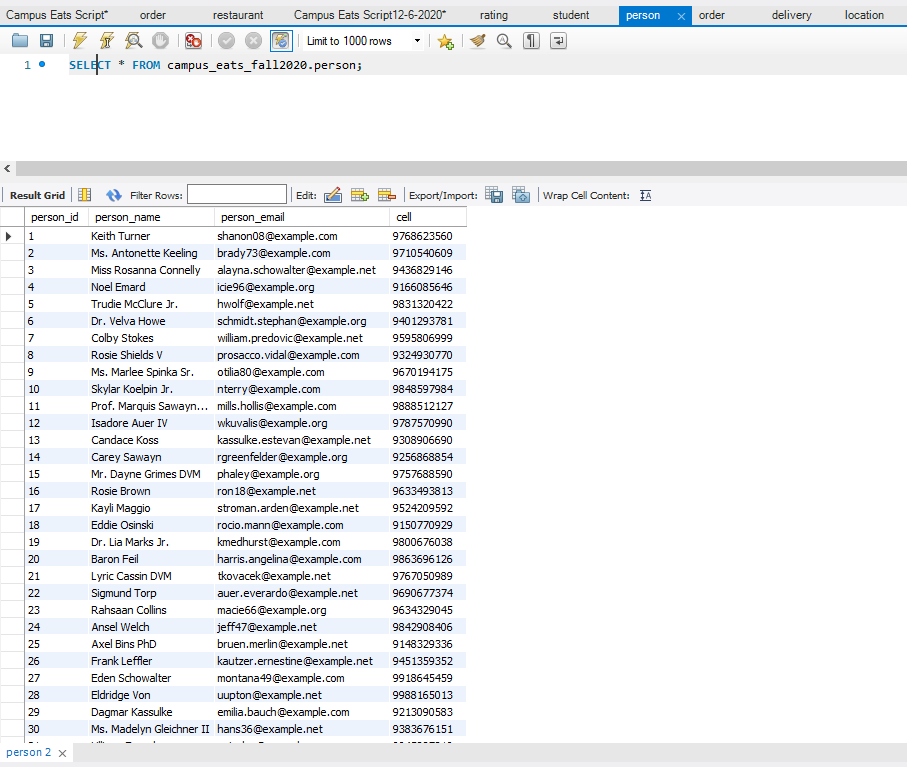 Campus Eats Script* order restaurant Campus Eats Script12-6-2020* rating student person × order delivery location
Limit to 1000 rows
1 SELECT * FROM campus_eats_fall2020.person;
Result Grid Filter Rows: Edit: Export/Import: Wrap Cell Content:
person_id person_name person_email cell
1 Keith Turner shanon08@example.com 9768623560
2 Ms. Antonette Keeling brady73@example.com 9710540609
3 Miss Rosanna Connelly alayna.schowalter@example.net 9436829146
4 Noel Emard icie96@example.org 9166085646
5 Trudie McClure Jr. hwolf@example.net 9831320422
6 Dr. Velva Howe schmidt.stephan@example.org 9401293781
7 Colby Stokes william.predovic@example.net 9595806999
8 Rosie Shields V prosacco.vidal@example.com 9324930770
9 Ms. Marlee Spinka Sr. otilia80@example.com 9670194175
10 Skylar Koelpin Jr. nterry@example.com 9848597984
11 Prof. Marquis Sawayn... mills.hollis@example.com 9888512127
12 Isadore Auer IV wkuvalis@example.org 9787570990
13 Candace Koss kassulke.estevan@example.net 9308906690
14 Carey Sawayn rgreenfelder@example.org 9256868854
15 Mr. Dayne Grimes DVM phaley@example.org 9757688590
16 Rosie Brown ron18@example.net 9633493813
17 Kayli Maggio stroman.arden@example.net 9524209592
18 Eddie Osinski rocio.mann@example.com 9150770929
19 Dr. Lia Marks Jr. kmedhurst@example.com 9800676038
20 Baron Feil harris.angelina@example.com 9863696126
21 Lyric Cassin DVM tkovacek@example.net 9767050989
22 Sigmund Torp auer.everardo@example.net 9690677374
23 Rahsaan Collins macie66@example.org 9634329045
24 Ansel Welch jeff47@example.net 9842908406
25 Axel Bins PhD bruen.merlin@example.net 9148329336
26 Frank Leffler kautzer.ernestine@example.net 9451359352
27 Eden Schowalter montana49@example.com 9918645459
28 Eldridge Von uupton@example.net 9988165013
29 Dagmar Kassulke emilia.bauch@example.com 9213090583
30 Ms. Madelyn Gleichner II hans36@example.net 9383676151
person 2 ×